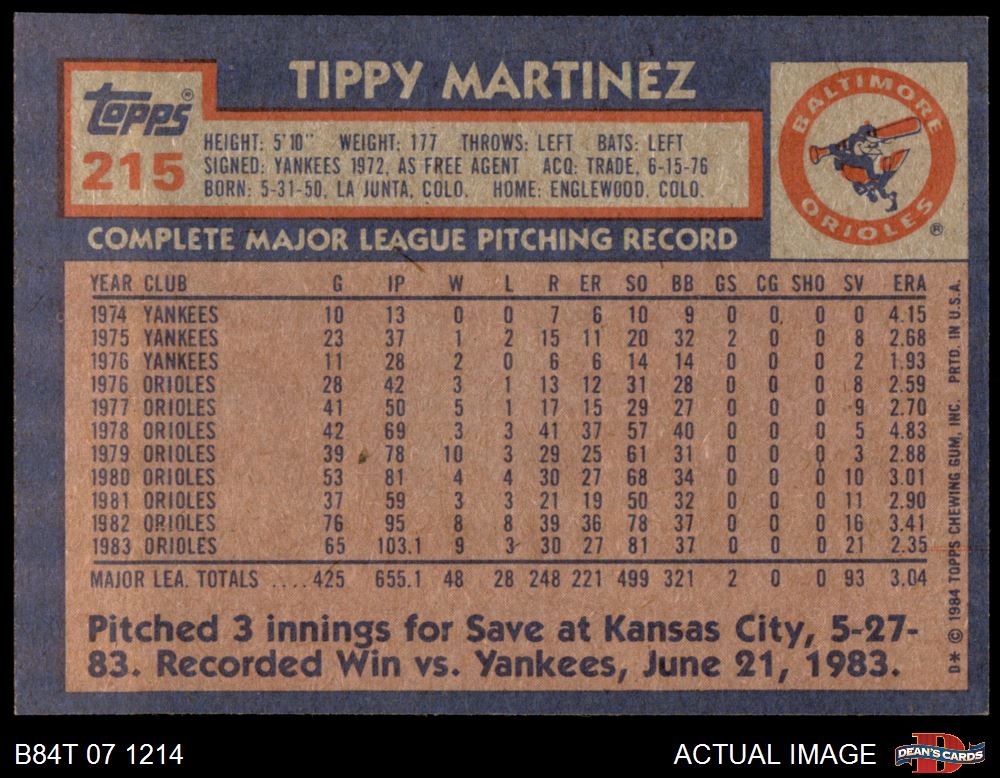 TIPPY MARTINEZ
topps®
215
HEIGHT: 5'10" WEIGHT: 177 THROWS: LEFT BATS: LEFT
SIGNED: YANKEES 1972, AS FREE AGENT ACQ: TRADE, 6-15-76
BORN: 5-31-50, LA JUNTA, COLO. HOME: ENGLEWOOD, COLO.
BALTIMORE
ORIOLES
®
COMPLETE MAJOR LEAGUE PITCHING RECORD
YEAR CLUB G IP W L R ER SO BB GS CG SHO SV ERA
1974 YANKEES 10 13 0 0 7 6 10 9 0 0 0 0 4.15
1975 YANKEES 23 37 1 2 15 11 20 32 2 0 0 8 2.68
1976 YANKEES 11 28 2 0 6 6 14 14 0 0 0 2 1.93
1976 ORIOLES 28 42 3 1 13 12 31 28 0 0 0 8 2.59
1977 ORIOLES 41 50 5 1 17 15 29 27 0 0 0 9 2.70
1978 ORIOLES 42 69 3 3 41 37 57 40 0 0 0 5 4.83
1979 ORIOLES 39 78 10 3 29 25 61 31 0 0 0 3 2.88
1980 ORIOLES 53 81 4 4 30 27 68 34 0 0 0 10 3.01
1981 ORIOLES 37 59 3 3 21 19 50 32 0 0 0 11 2.90
1982 ORIOLES 76 95 8 8 39 36 78 37 0 0 0 16 3.41
1983 ORIOLES 65 103.1 9 3 30 27 81 37 0 0 0 21 2.35
MAJOR LEA. TOTALS ....425 655.1 48 28 248 221 499 321 2 0 0 93 3.04
Pitched 3 innings for Save at Kansas City, 5-27-
83. Recorded Win vs. Yankees, June 21, 1983.
D* © 1984 TOPPS CHEWING GUM, INC. PRTD. IN U.S.A.
B84T 07 1214
ACTUAL IMAGE
DEAN'S CARDS